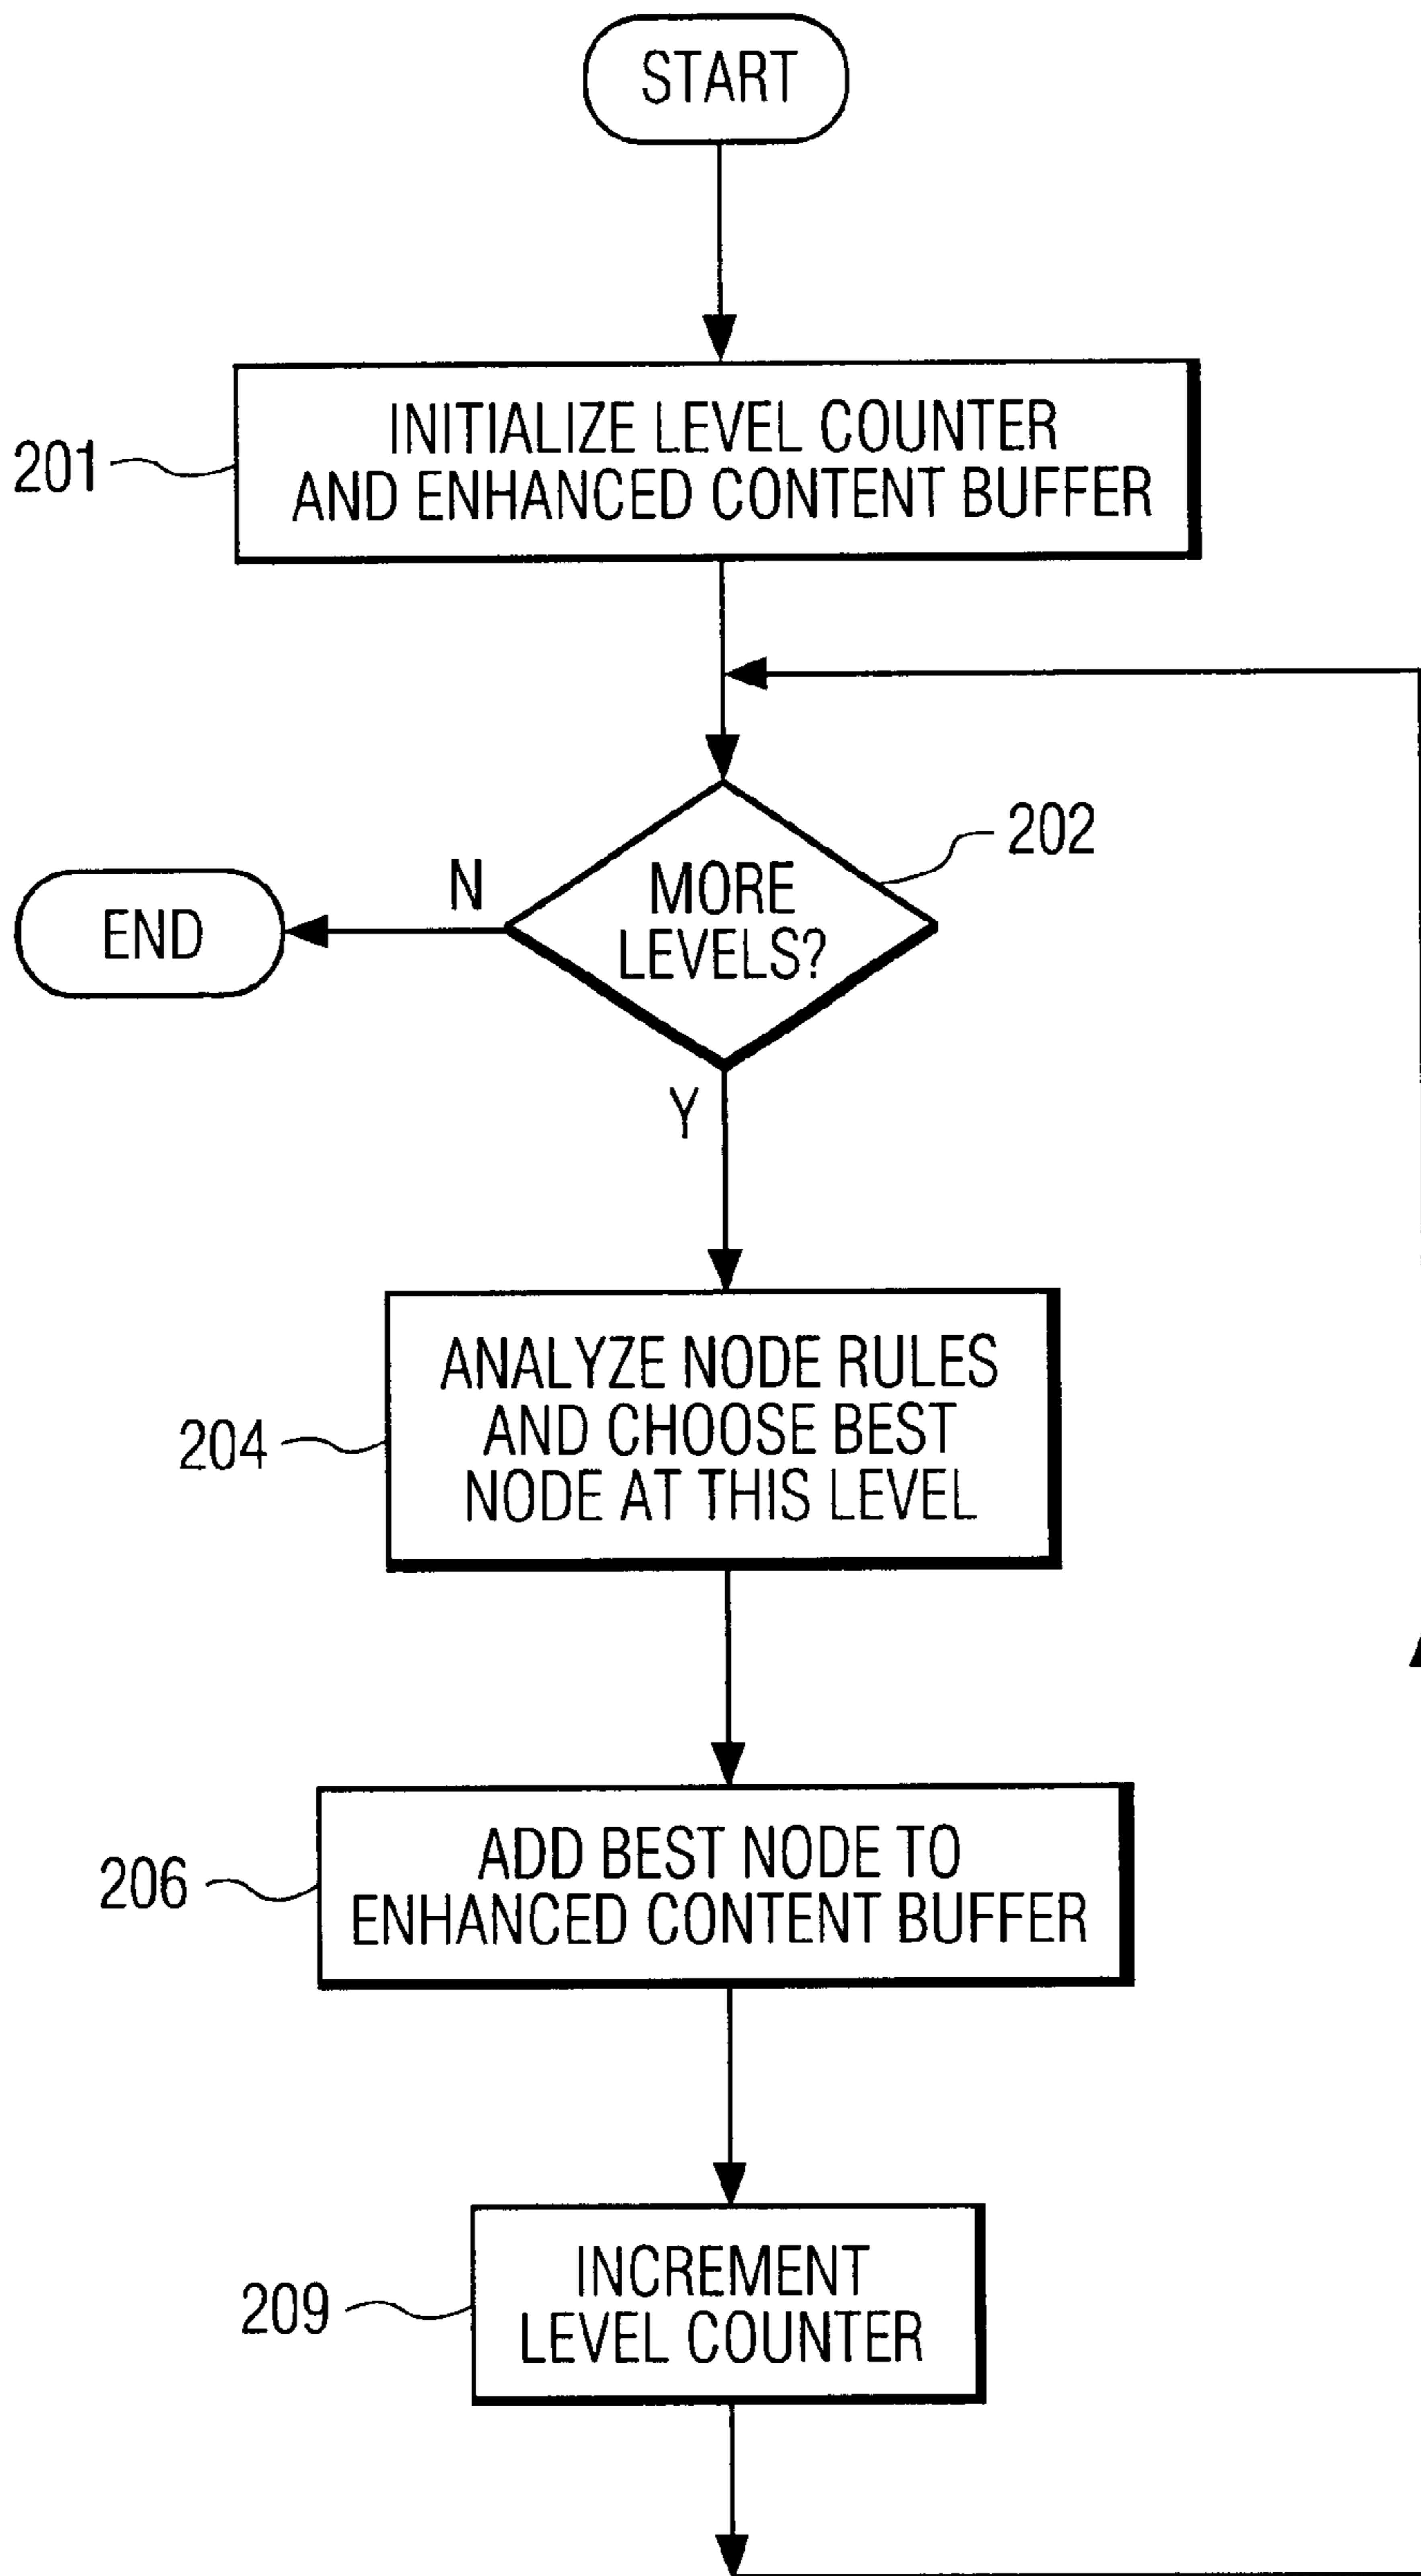 START
201
INITIALIZE LEVEL COUNTER
AND ENHANCED CONTENT BUFFER
202
MORE
LEVELS?
N
END
Y
204
ANALYZE NODE RULES
AND CHOOSE BEST
NODE AT THIS LEVEL
206
ADD BEST NODE TO
ENHANCED CONTENT BUFFER
209
INCREMENT
LEVEL COUNTER